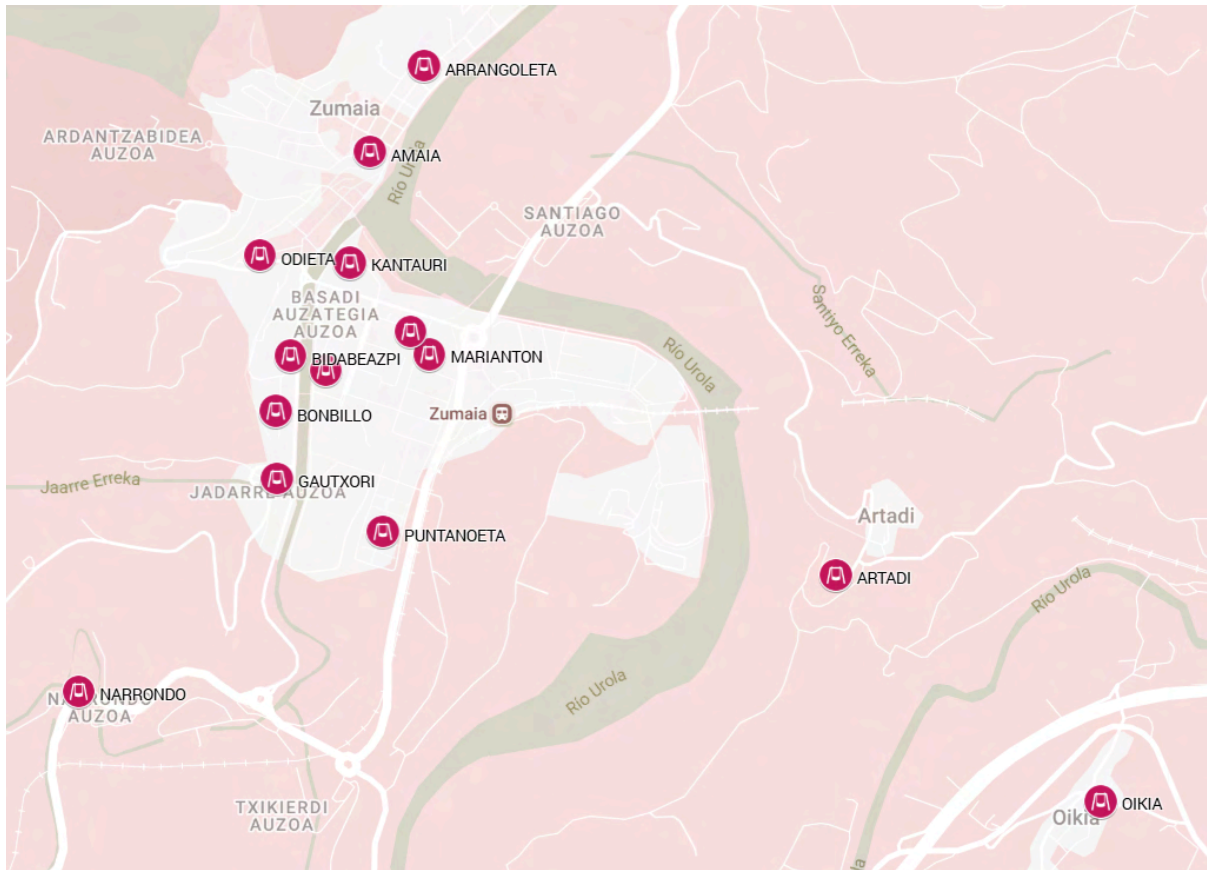 ARRANGOLETA
Zumaia
ARDANTZABIDEA
AUZOA
AMAIA
Río Urola
SANTIAGO
AUZOA
ODIETA
KANTAURI
BASADI
AUZATEGIA
AUZOA
Santiyo Erreka
BIDABEAZPI
MARIANTON
Río Urola
BONBILLO
Zumaia
Jaarre Erreka
GAUTXORI
JADARRE AUZOA
Artadi
PUNTANOETA
ARTADI
Río Urola
Río Urola
NARRONDO
AUZOA
TXIKIERDI
AUZOA
OIKIA
Oikia